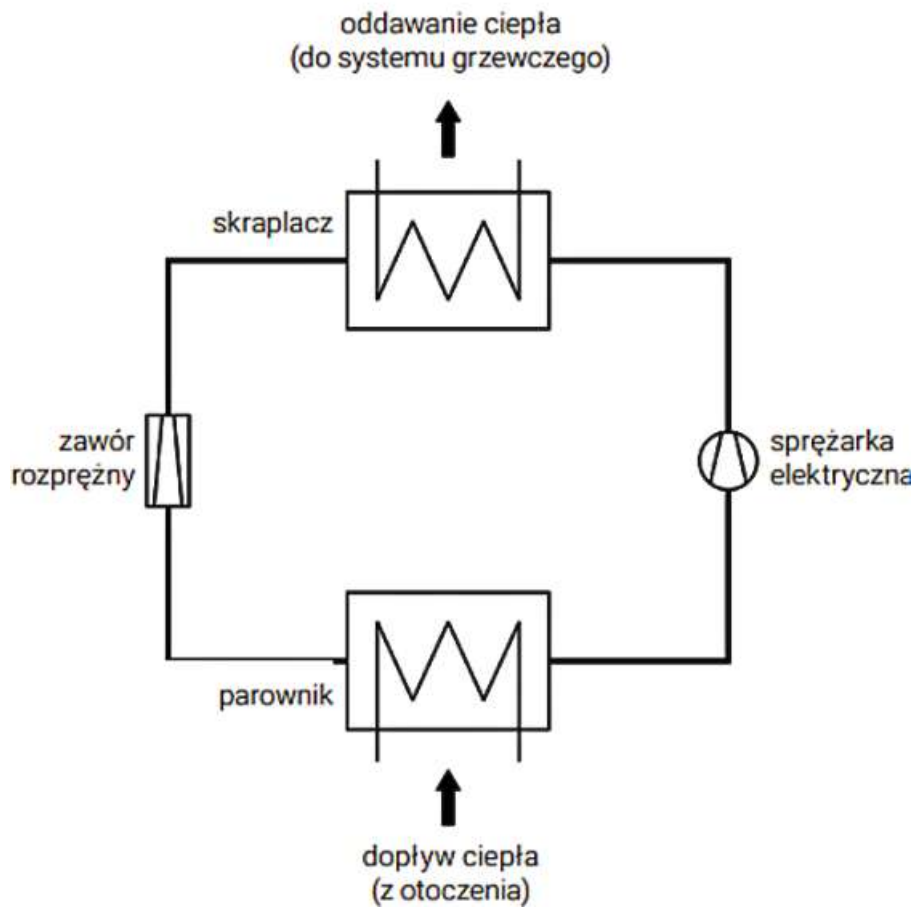 oddawanie ciepła
(do systemu grzewczego)
skraplacz
zawór
rozprężny
sprężarka
elektryczna
parownik
dopływ ciepła
(z otoczenia)